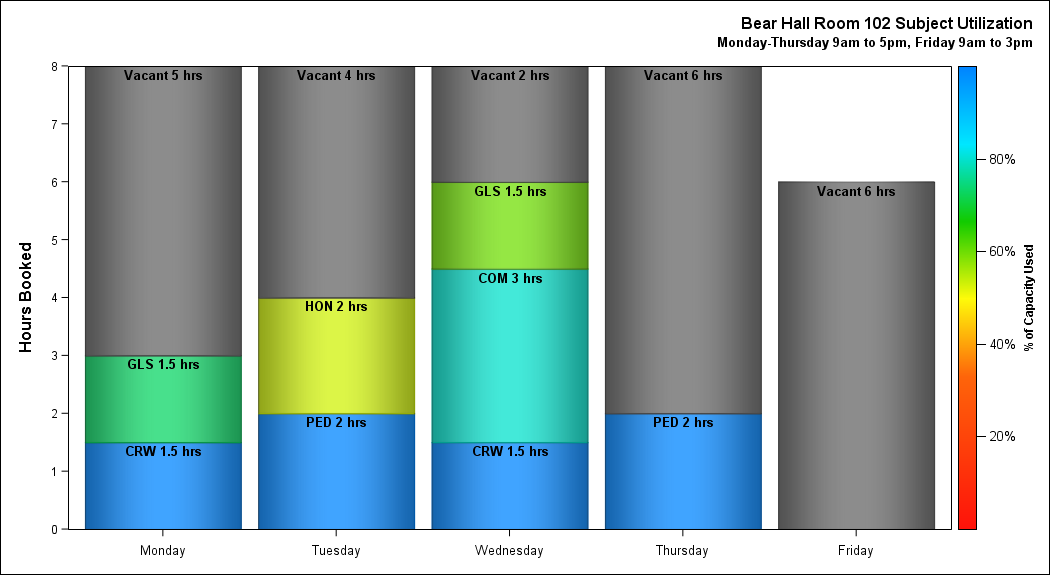 Bear Hall Room 102 Subject Utilization
Monday-Thursday 9am to 5pm, Friday 9am to 3pm
Hours Booked
8
7
6
5
4
3
2
1
0
Vacant 5 hrs
GLS 1.5 hrs
CRW 1.5 hrs
Vacant 4 hrs
HON 2 hrs
PED 2 hrs
Vacant 2 hrs
GLS 1.5 hrs
COM 3 hrs
CRW 1.5 hrs
Vacant 6 hrs
PED 2 hrs
Vacant 6 hrs
Monday
Tuesday
Wednesday
Thursday
Friday
80%
60%
40%
20%
% of Capacity Used